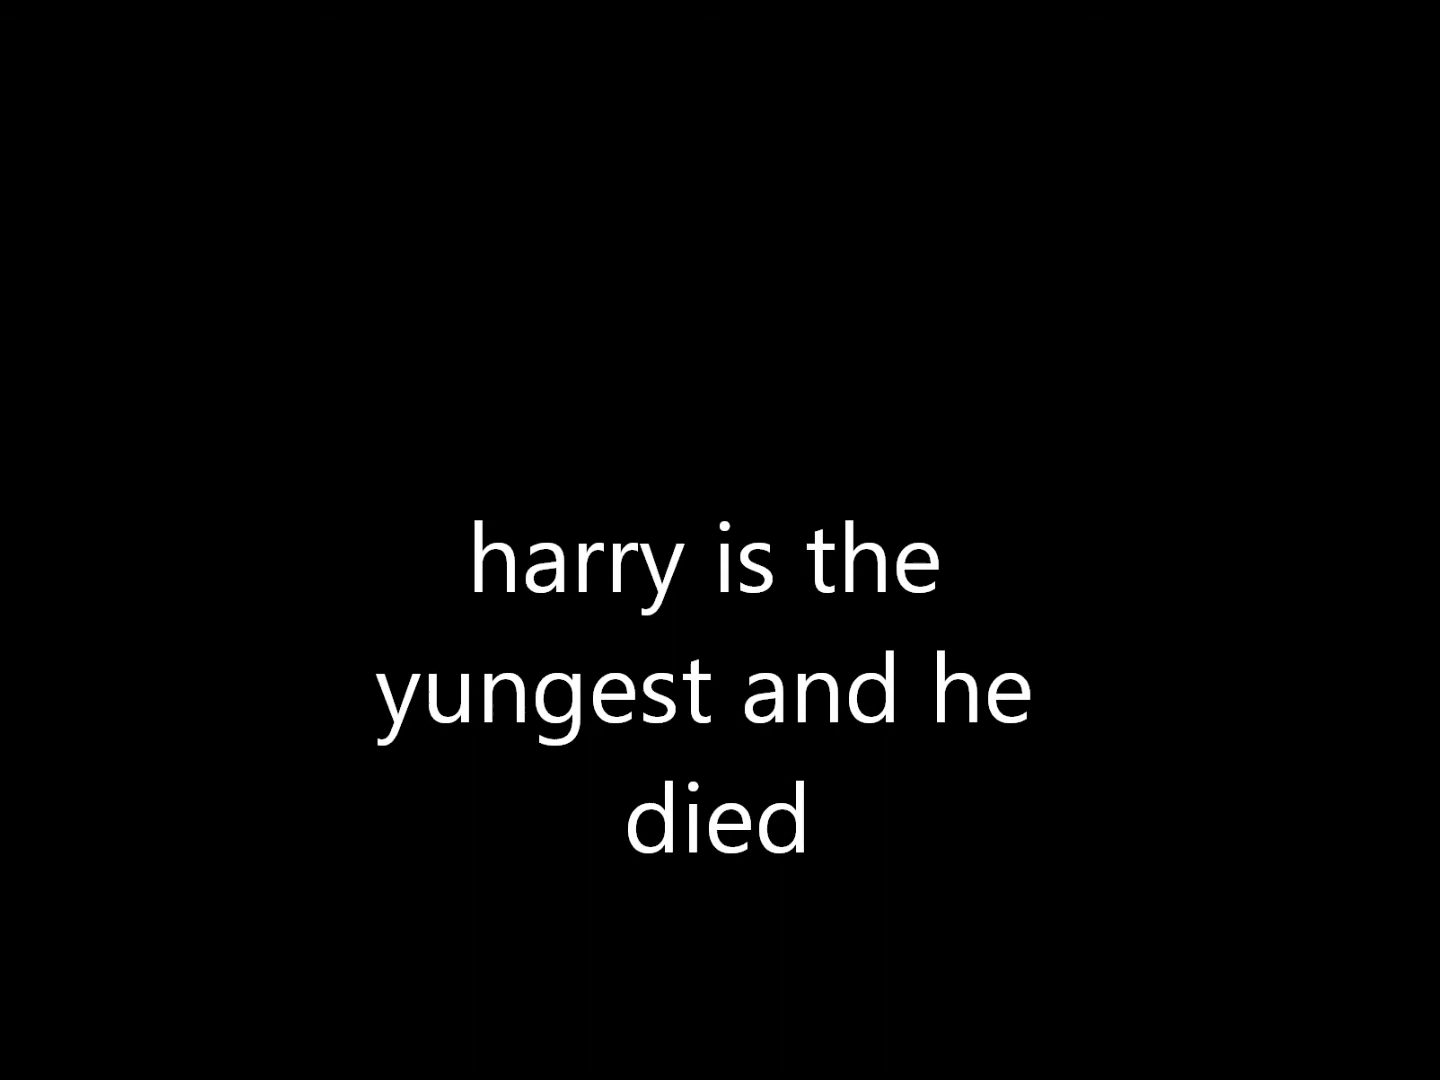 harry is the
yungest and he
died